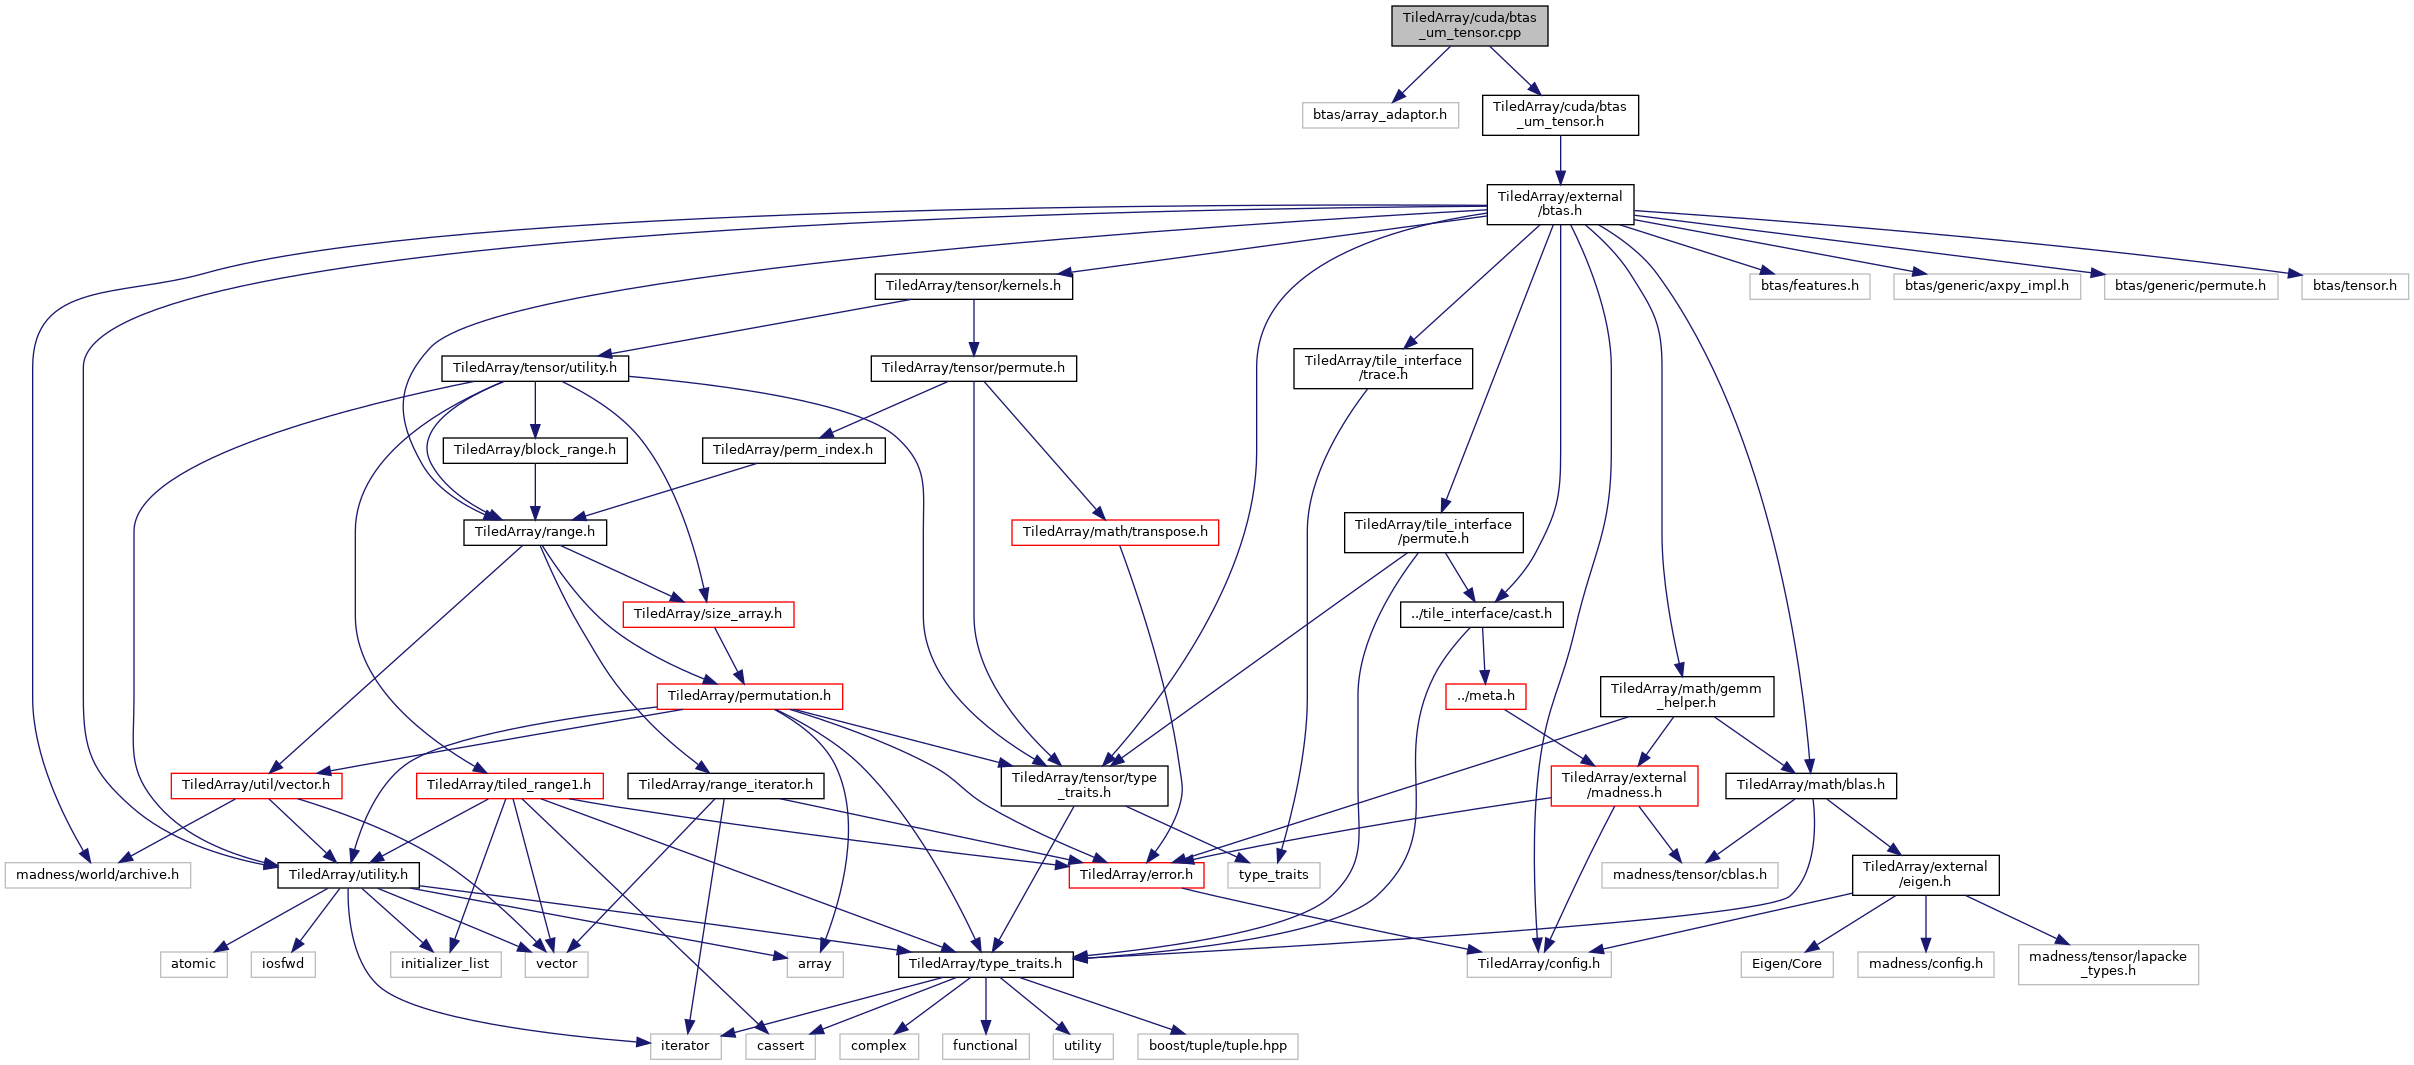 TiledArray/cuda/btas
_um_tensor.cpp
btas/array_adaptor.h
TiledArray/cuda/btas
_um_tensor.h
TiledArray/external
/btas.h
TiledArray/tensor/kernels.h
btas/features.h
btas/generic/axpy_impl.h
btas/generic/permute.h
btas/tensor.h
TiledArray/tensor/utility.h
TiledArray/tensor/permute.h
TiledArray/tile_interface
/trace.h
TiledArray/block_range.h
TiledArray/perm_index.h
TiledArray/range.h
TiledArray/math/transpose.h
TiledArray/tile_interface
/permute.h
TiledArray/size_array.h
../tile_interface/cast.h
TiledArray/permutation.h
../meta.h
TiledArray/math/gemm
_helper.h
TiledArray/util/vector.h
TiledArray/tiled_range1.h
TiledArray/range_iterator.h
TiledArray/tensor/type
_traits.h
TiledArray/external
/madness.h
TiledArray/math/blas.h
madness/world/archive.h
TiledArray/utility.h
TiledArray/error.h
type_traits
madness/tensor/cblas.h
TiledArray/external
/eigen.h
atomic
iosfwd
initializer_list
vector
array
TiledArray/type_traits.h
TiledArray/config.h
Eigen/Core
madness/config.h
madness/tensor/lapacke
_types.h
iterator
cassert
complex
functional
utility
boost/tuple/tuple.hpp